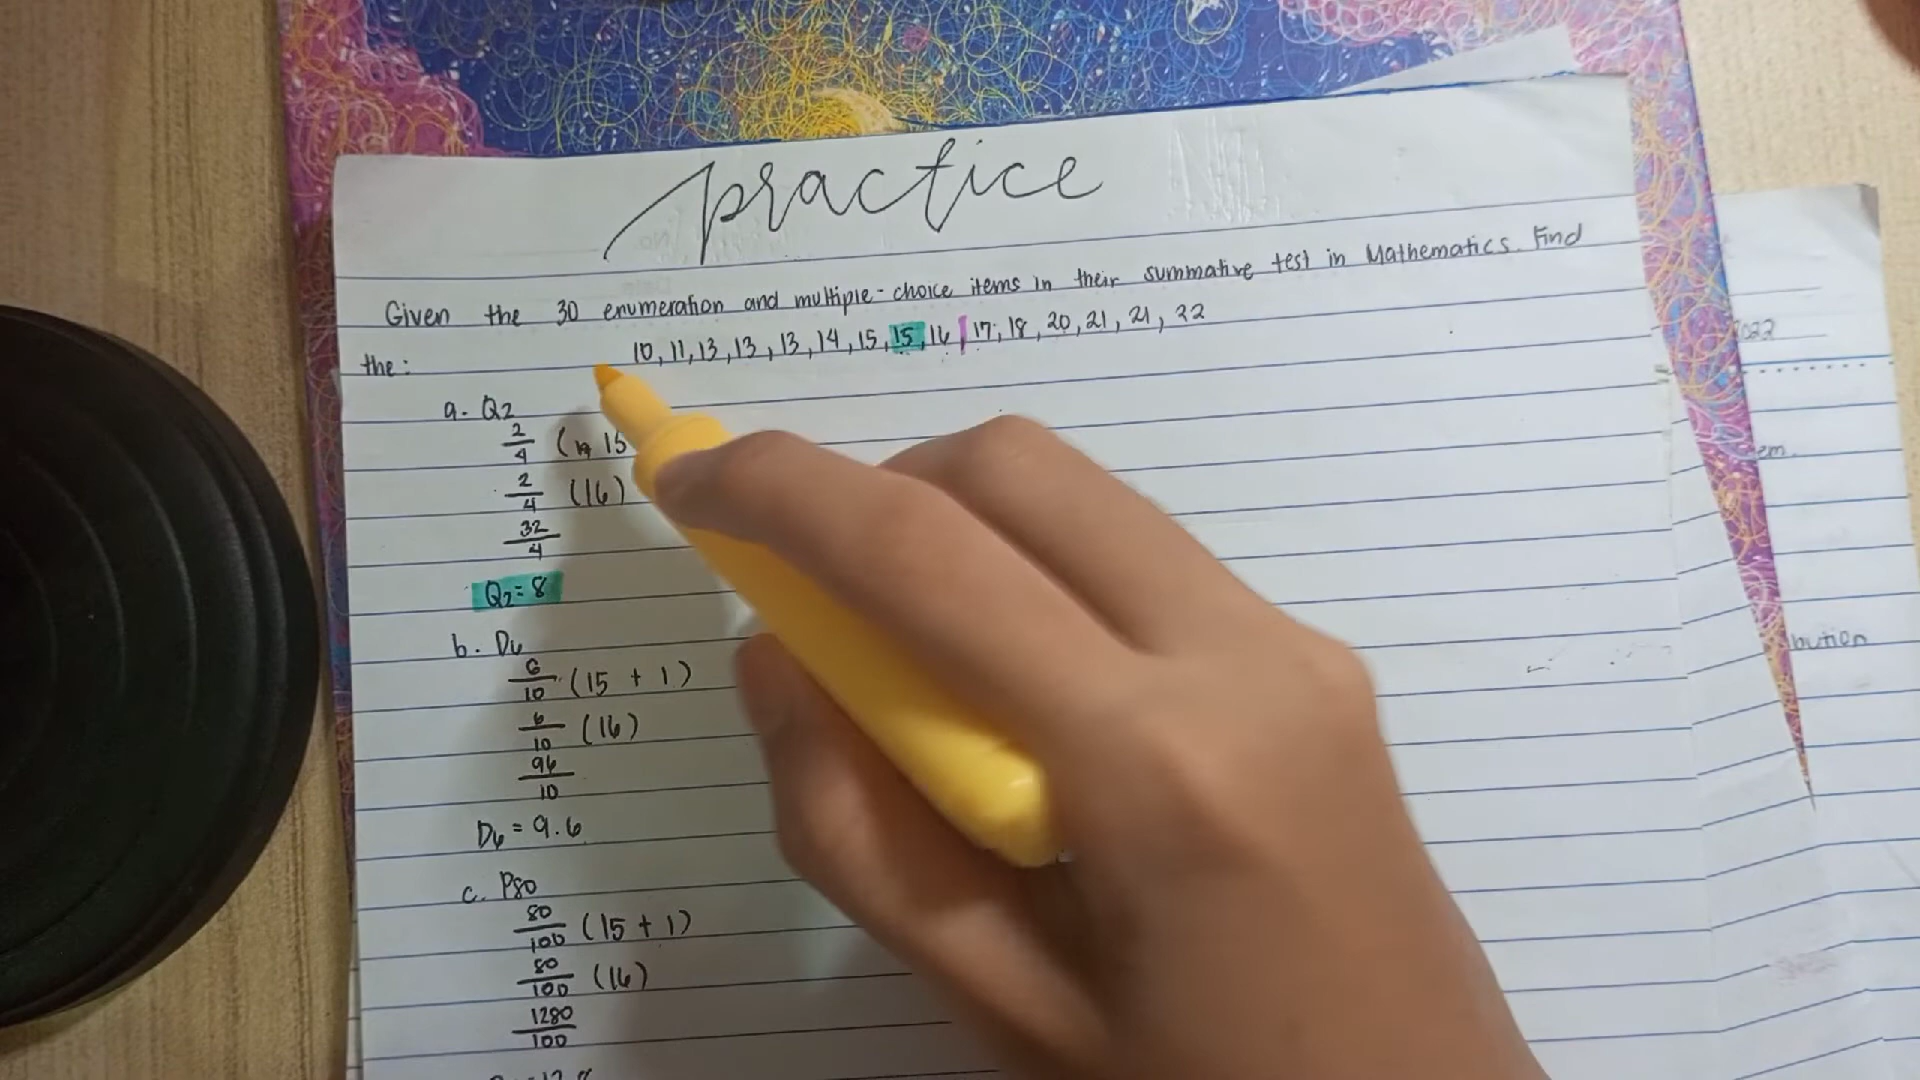 practice
Given the 30 enumeration and multiple-choice items in their summative test in Mathematics. Find
the:
10, 11, 13, 13, 13, 14, 15, 15, 16, 17, 18, 20, 21, 21, 22
a. Q2
2/4 ( 15
2/4 (16)
32/4
Q2 = 8
b. D6
6/10 (15 + 1)
6/10 (16)
96/10
D6 = 9.6
c. P80
80/100 (15 + 1)
80/100 (16)
1280/100
2022
em.
bution